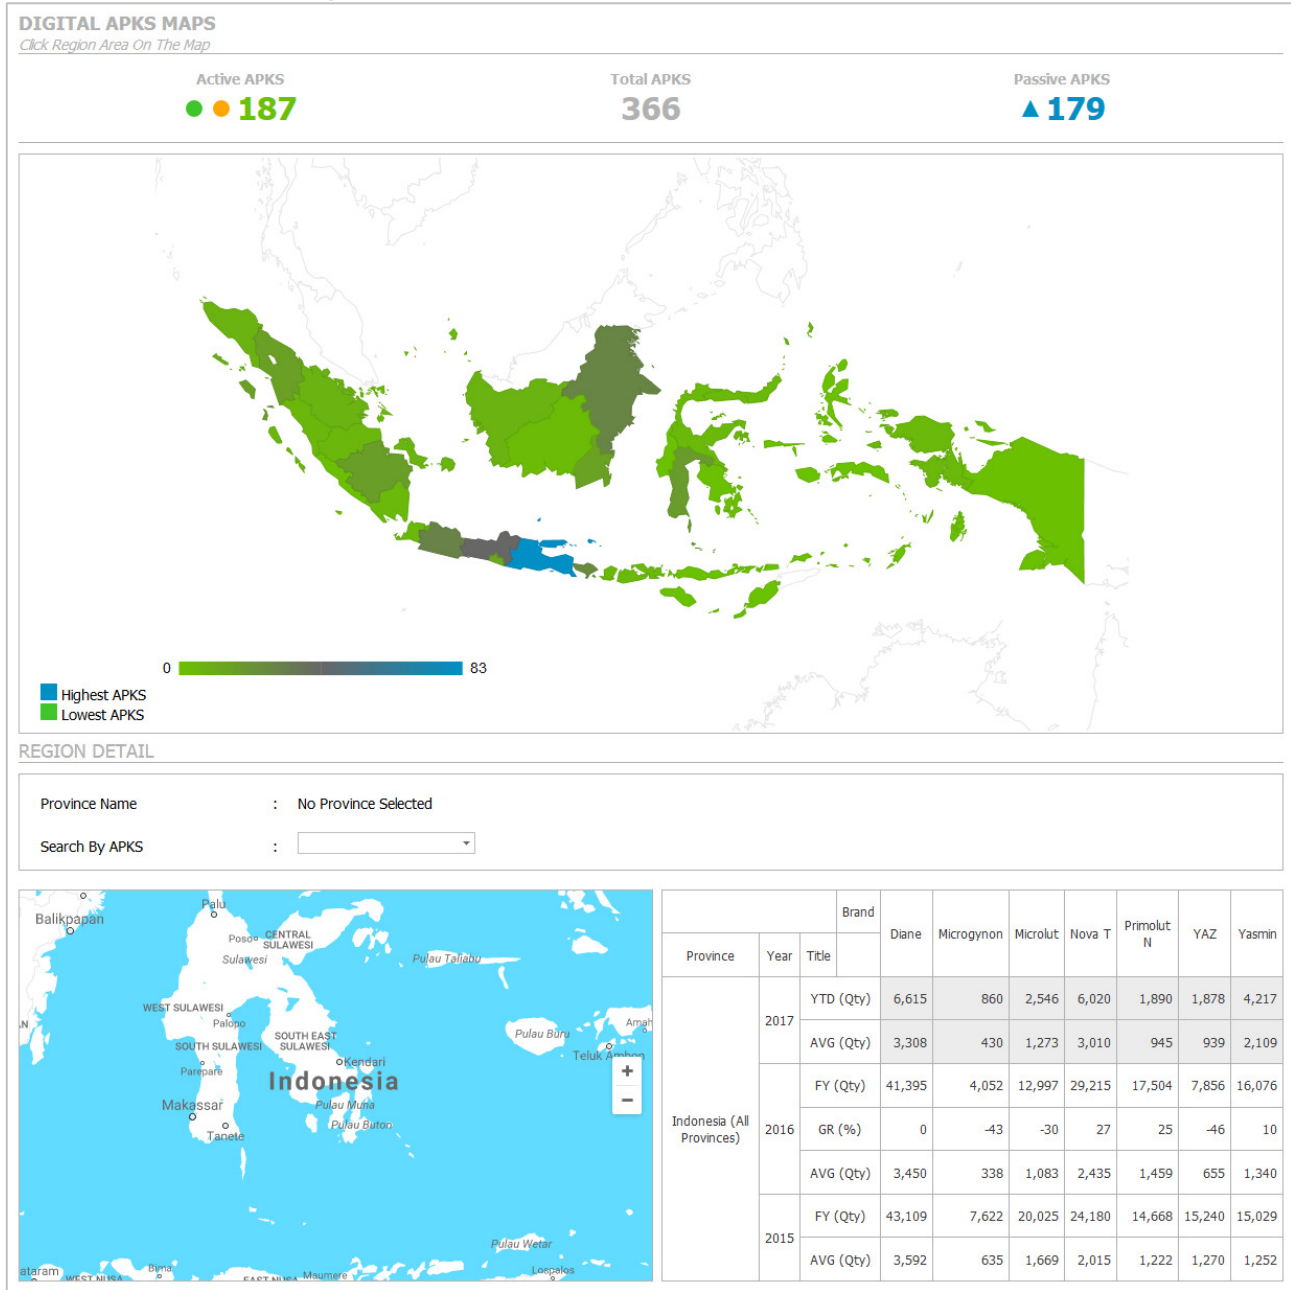 DIGITAL APKS MAPS
Click Region Area On The Map
Active APKS
187
Total APKS
366
Passive APKS
179
0
83
Highest APKS
Lowest APKS
REGION DETAIL
Province Name : No Province Selected
Search By APKS :
Balikpapan
Palu
Poso
CENTRAL
SULAWESI
Sulawesi
Pulau Taliabu
WEST SULAWESI
Palopo
SOUTH SULAWESI
SOUTH EAST
SULAWESI
Pulau Buru
Amah
Teluk Ambon
Parepare
Kendari
Indonesia
Makassar
Pulau Muna
Pulau Buton
Tanete
Pulau Wetar
ataram
WEST NUSA
Bima
EAST NUSA
Maumere
Lospalos
+
−
Brand
Province Year Title Diane Microgynon Microlut Nova T Primolut N YAZ Yasmin
Indonesia (All Provinces)
2017
YTD (Qty) 6,615 860 2,546 6,020 1,890 1,878 4,217
AVG (Qty) 3,308 430 1,273 3,010 945 939 2,109
2016
FY (Qty) 41,395 4,052 12,997 29,215 17,504 7,856 16,076
GR (%) 0 -43 -30 27 25 -46 10
AVG (Qty) 3,450 338 1,083 2,435 1,459 655 1,340
2015
FY (Qty) 43,109 7,622 20,025 24,180 14,668 15,240 15,029
AVG (Qty) 3,592 635 1,669 2,015 1,222 1,270 1,252